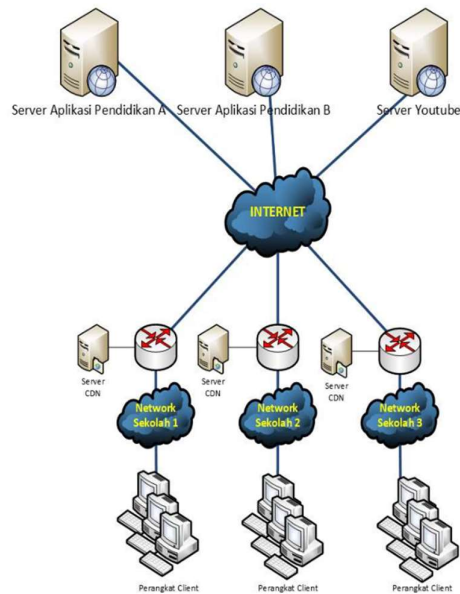 Server Aplikasi Pendidikan A
Server Aplikasi Pendidikan B
Server Youtube
INTERNET
Server
CDN
Server
CDN
Server
CDN
Network
Sekolah 1
Network
Sekolah 2
Network
Sekolah 3
Perangkat Client
Perangkat Client
Perangkat Client